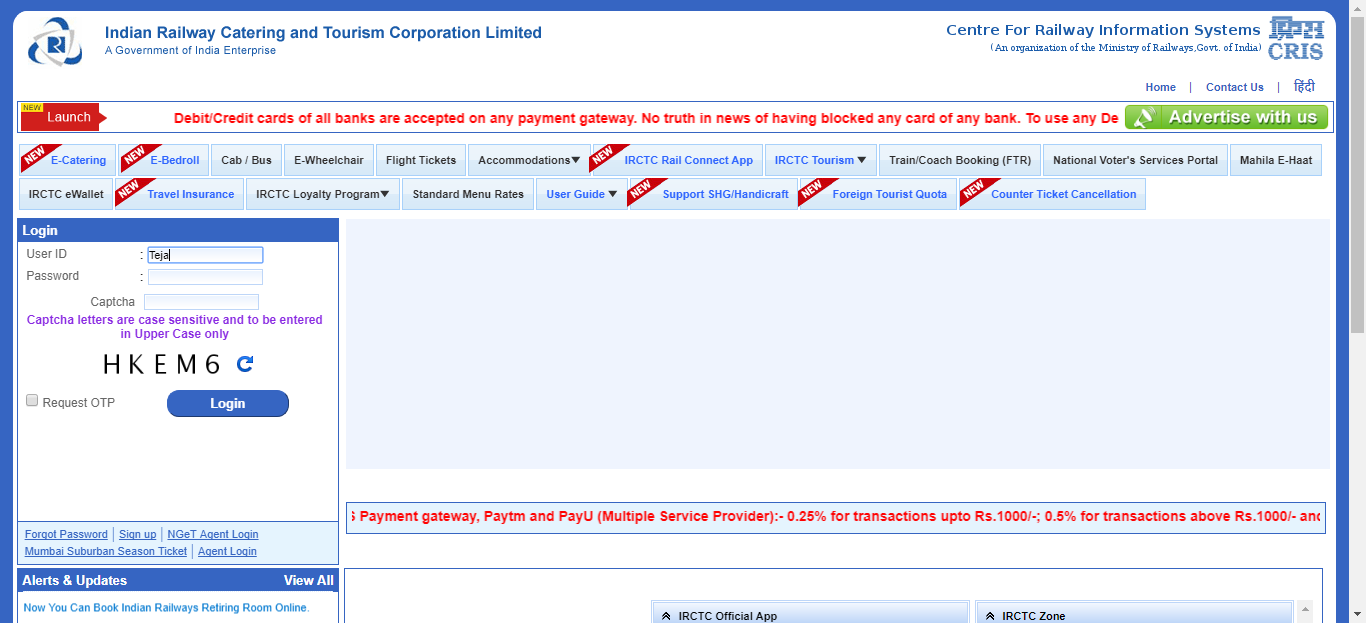 Indian Railway Catering and Tourism Corporation Limited
A Government of India Enterprise
Centre For Railway Information Systems
(An organization of the Ministry of Railways,Govt. of India)
CRIS
Home | Contact Us | हिंदी
NEW
Launch
Debit/Credit cards of all banks are accepted on any payment gateway. No truth in news of having blocked any card of any bank. To use any De
Advertise with us
NEW E-Catering NEW E-Bedroll Cab / Bus E-Wheelchair Flight Tickets Accommodations▼ NEW IRCTC Rail Connect App IRCTC Tourism ▼ Train/Coach Booking (FTR) National Voter's Services Portal Mahila E-Haat
IRCTC eWallet NEW Travel Insurance IRCTC Loyalty Program▼ Standard Menu Rates User Guide ▼ NEW Support SHG/Handicraft NEW Foreign Tourist Quota NEW Counter Ticket Cancellation
Login
User ID : Teja
Password :
Captcha
Captcha letters are case sensitive and to be entered
in Upper Case only
HKEM6
Request OTP Login
S Payment gateway, Paytm and PayU (Multiple Service Provider):- 0.25% for transactions upto Rs.1000/-; 0.5% for transactions above Rs.1000/- and
Forgot Password | Sign up | NGeT Agent Login
Mumbai Suburban Season Ticket | Agent Login
Alerts & Updates View All
Now You Can Book Indian Railways Retiring Room Online.
IRCTC Official App
IRCTC Zone